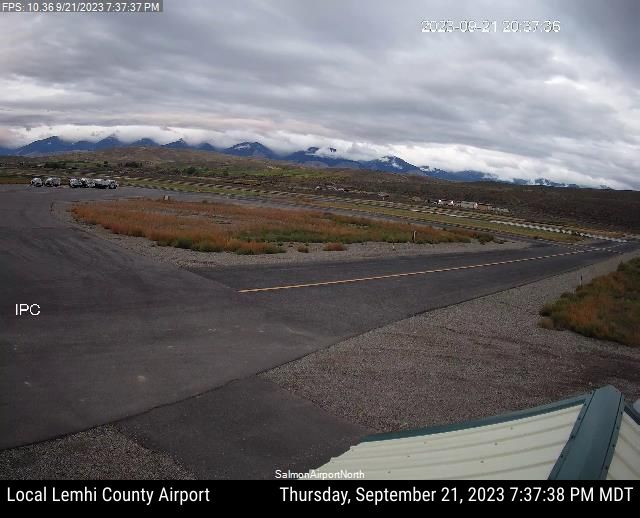 FPS: 10.36 9/21/2023 7:37:37 PM
2023-09-21 20:37:36
IPC
SalmonAirportNorth
Local Lemhi County Airport Thursday, September 21, 2023 7:37:38 PM MDT